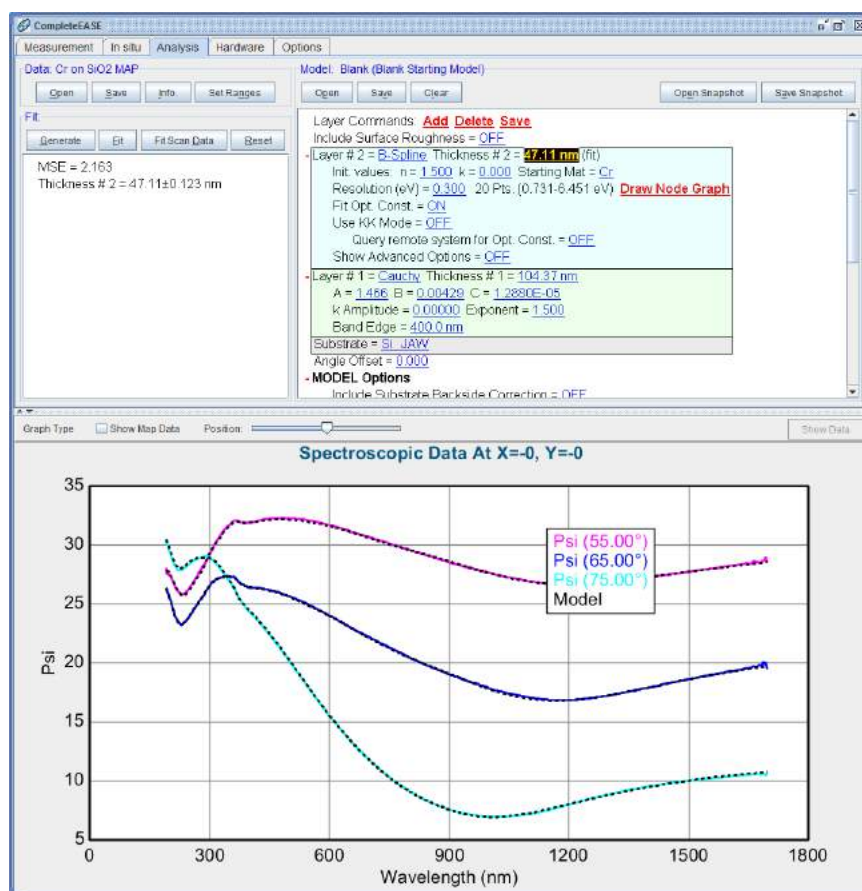 CompleteEASE
Measurement In situ Analysis Hardware Options
Data: Cr on SiO2 MAP
Open Save Info. Set Ranges
Fit:
Generate Fit Fit Scan Data Reset
MSE = 2.163
Thickness # 2 = 47.11±0.123 nm
Model: Blank (Blank Starting Model)
Open Save Clear Open Snapshot Save Snapshot
Layer Commands: Add Delete Save
Include Surface Roughness = OFF
- Layer # 2 = B-Spline Thickness # 2 = 47.11 nm (fit)
Init. values: n = 1.500 k = 0.000 Starting Mat = Cr
Resolution (eV) = 0.300 20 Pts. (0.731-6.451 eV) Draw Node Graph
Fit Opt. Const. = ON
Use KK Mode = OFF
Query remote system for Opt. Const. = OFF
Show Advanced Options = OFF
- Layer # 1 = Cauchy Thickness # 1 = 104.37 nm
A = 1.466 B = 0.00429 C = 1.2880E-05
k Amplitude = 0.00000 Exponent = 1.500
Band Edge = 400.0 nm
Substrate = Si_JAW
Angle Offset = 0.000
- MODEL Options
Include Substrate Backside Correction = OFF
Graph Type Show Map Data Position: Show Data
Spectroscopic Data At X=-0, Y=-0
35
30
25
20
15
10
5
Psi
Psi (55.00°)
Psi (65.00°)
Psi (75.00°)
Model
0 300 600 900 1200 1500 1800
Wavelength (nm)